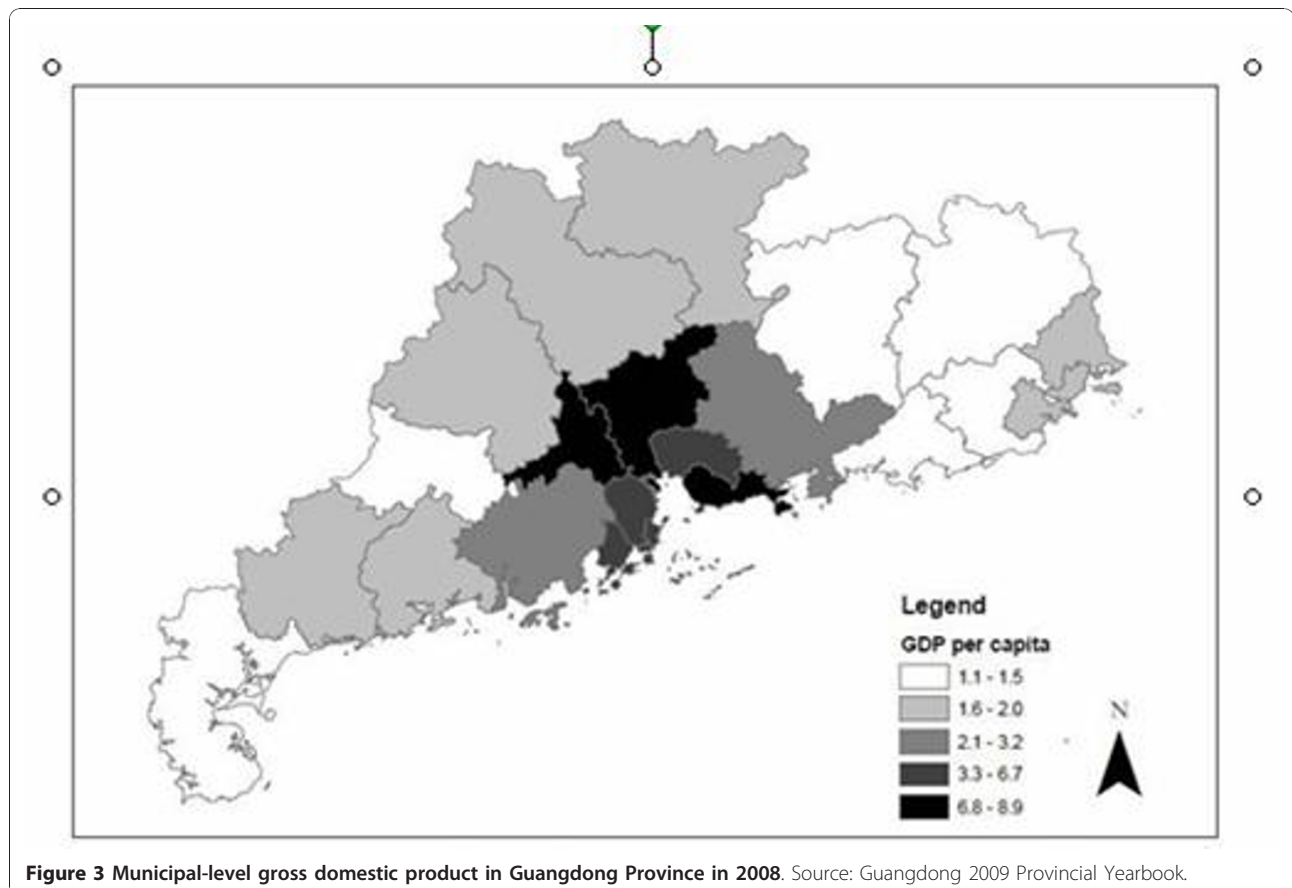 Legend
GDP per capita
1.1 - 1.5
1.6 - 2.0
2.1 - 3.2
3.3 - 6.7
6.8 - 8.9
N
Figure 3 Municipal-level gross domestic product in Guangdong Province in 2008. Source: Guangdong 2009 Provincial Yearbook.